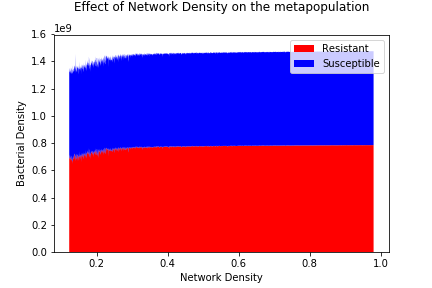 Effect of Network Density on the metapopulation
1e9
1.6
1.4
1.2
1.0
0.8
0.6
0.4
0.2
0.0
Bacterial Density
Resistant
Susceptible
0.2 0.4 0.6 0.8 1.0
Network Density